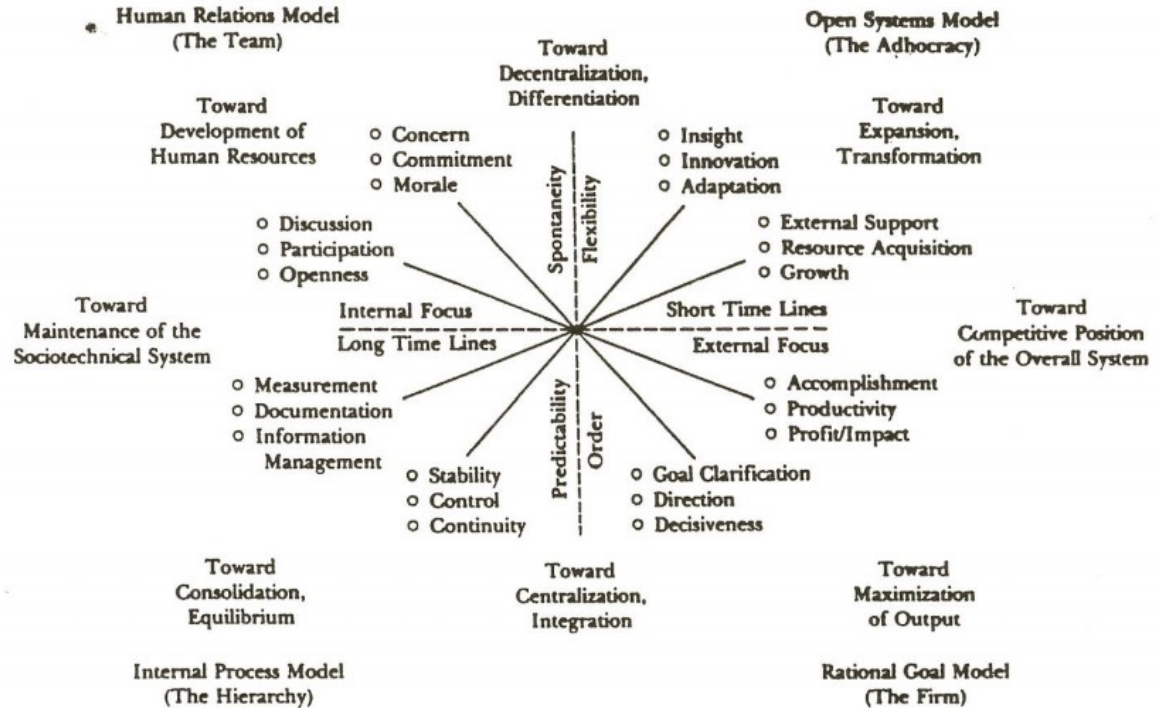 Human Relations Model
(The Team)
Open Systems Model
(The Adhocracy)
Toward
Decentralization,
Differentiation
Toward
Development of
Human Resources
Toward
Expansion,
Transformation
Concern
Commitment
Morale
Insight
Innovation
Adaptation
Discussion
Participation
Openness
External Support
Resource Acquisition
Growth
Spontaneity
Flexibility
Toward
Maintenance of the
Sociotechnical System
Internal Focus
Long Time Lines
Short Time Lines
External Focus
Toward
Competitive Position
of the Overall System
Measurement
Documentation
Information
Management
Accomplishment
Productivity
Profit/Impact
Predictability
Order
Stability
Control
Continuity
Goal Clarification
Direction
Decisiveness
Toward
Consolidation,
Equilibrium
Toward
Centralization,
Integration
Toward
Maximization
of Output
Internal Process Model
(The Hierarchy)
Rational Goal Model
(The Firm)